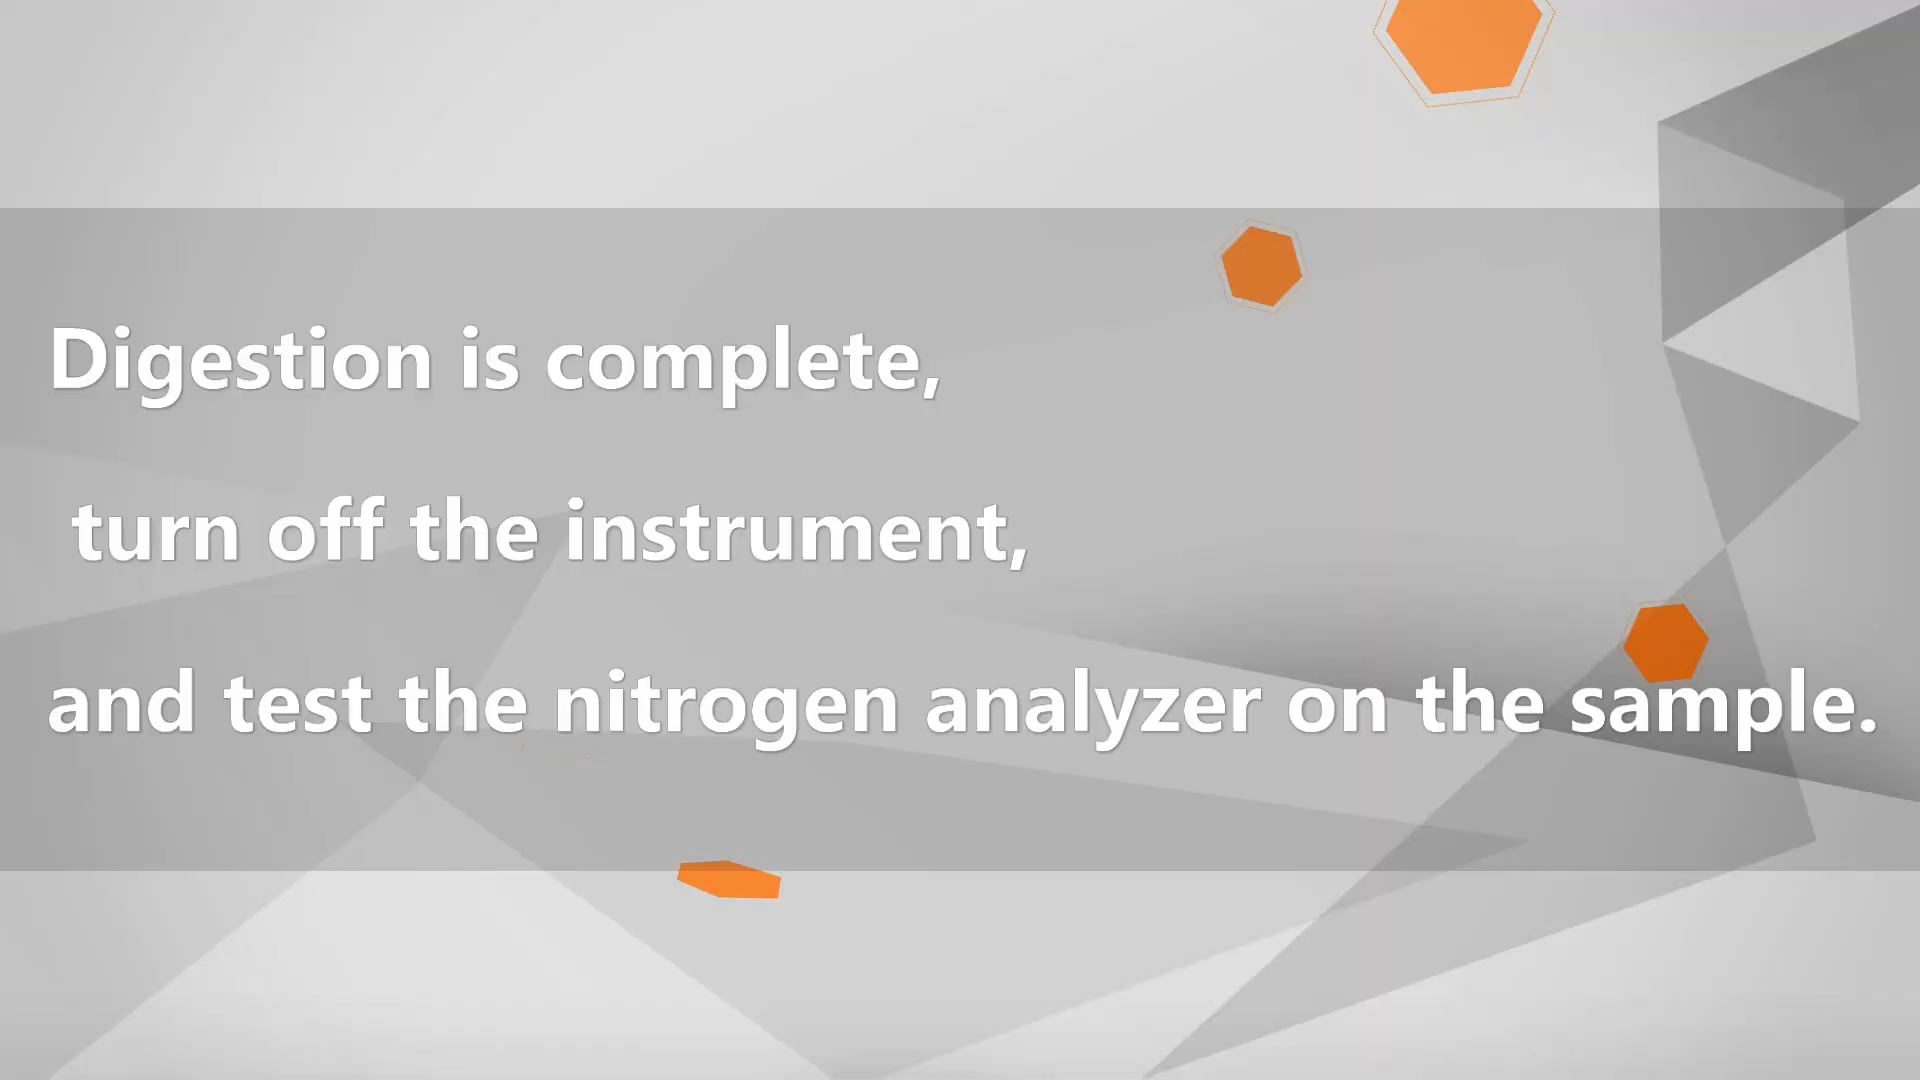 Digestion is complete,
turn off the instrument,
and test the nitrogen analyzer on the sample.